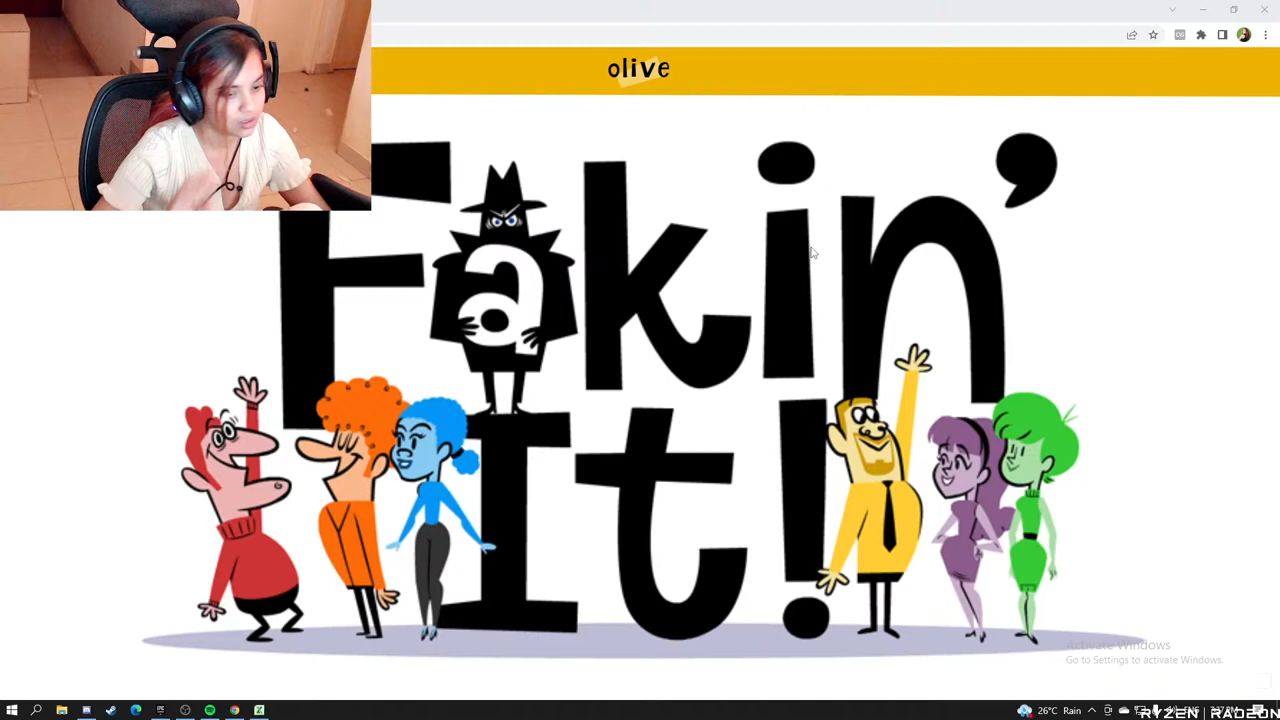 olive
Fakin'
It!
Activate Windows
Go to Settings to activate Windows.
26°C Rain
RYZEN | RADEON